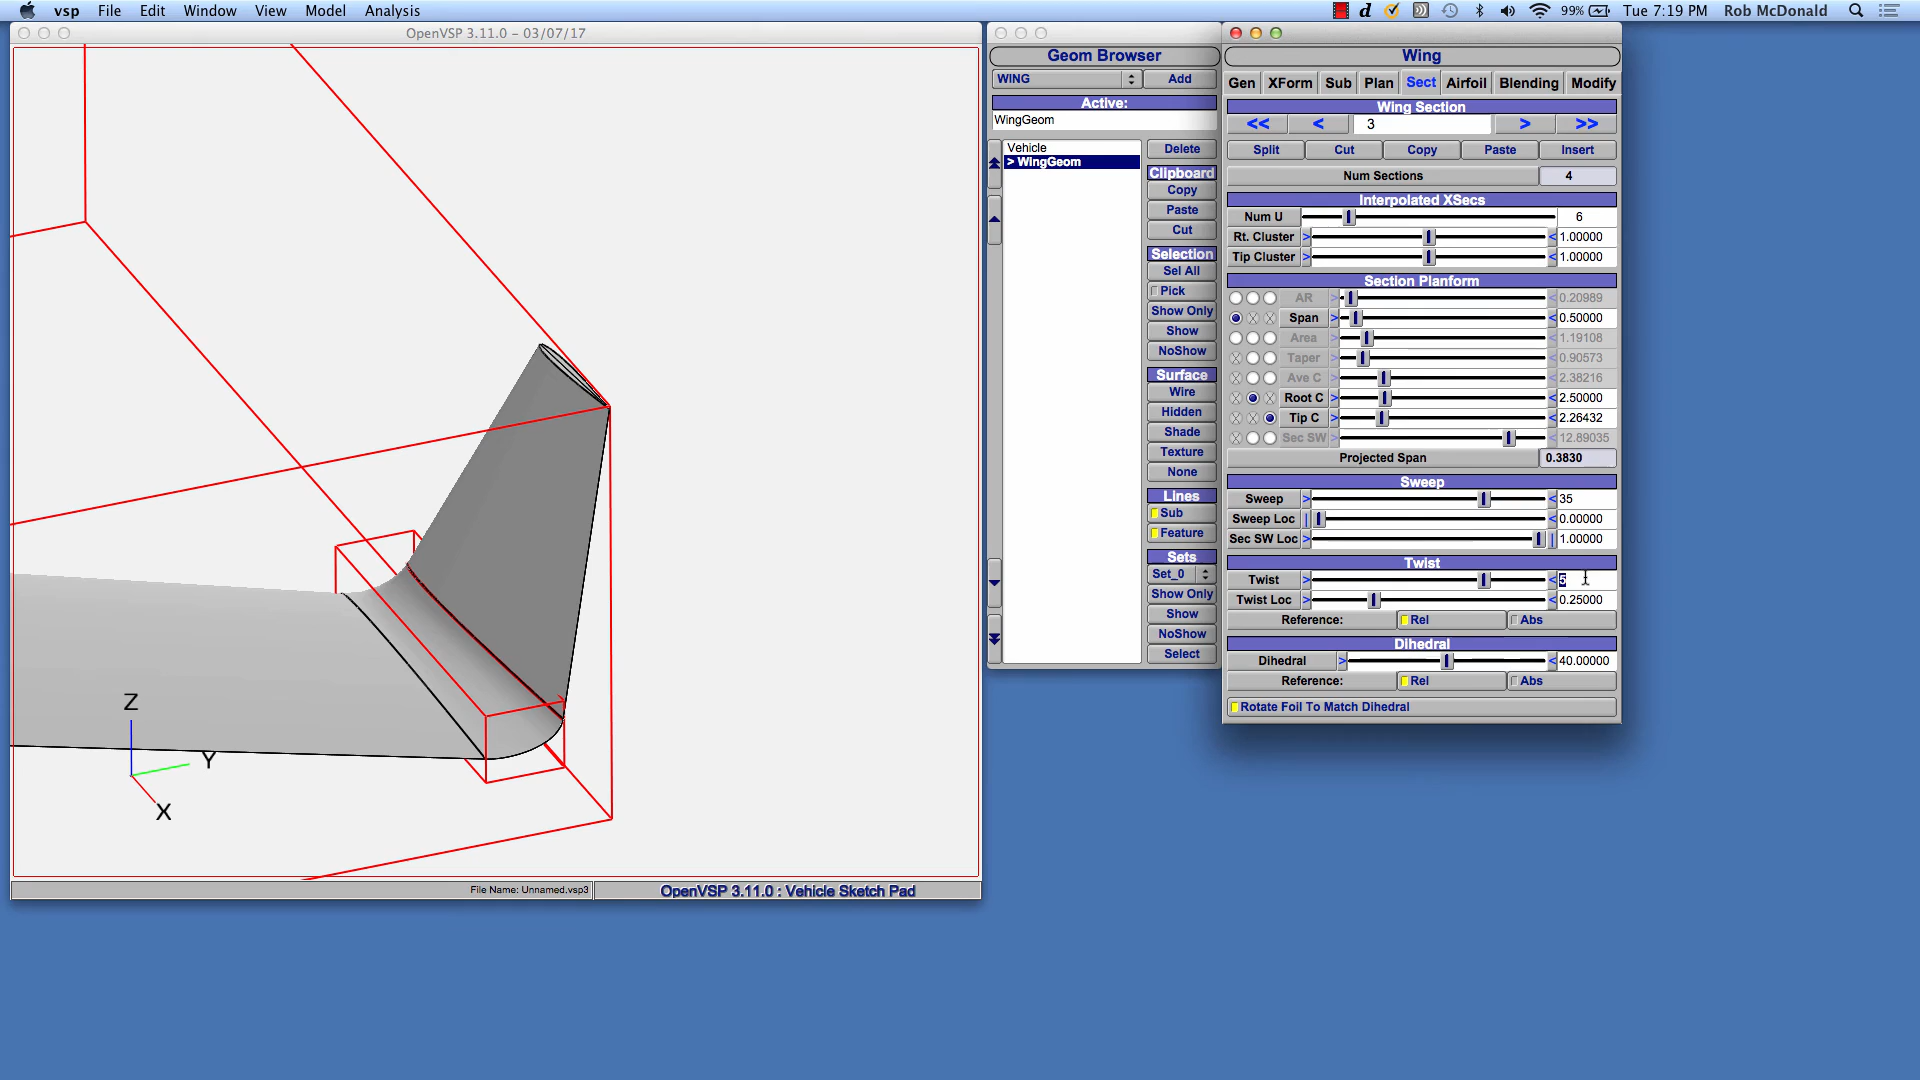 vsp File Edit Window View Model Analysis
99% Tue 7:19 PM Rob McDonald
OpenVSP 3.11.0 - 03/07/17
Z
Y
X
File Name: Unnamed.vsp3
OpenVSP 3.11.0 : Vehicle Sketch Pad
Geom Browser
WING Add
Active:
WingGeom
Vehicle
> WingGeom
Delete
Clipboard
Copy
Paste
Cut
Selection
Sel All
Pick
Show Only
Show
NoShow
Surface
Wire
Hidden
Shade
Texture
None
Lines
Sub
Feature
Sets
Set_0
Show Only
Show
NoShow
Select
Wing
Gen XForm Sub Plan Sect Airfoil Blending Modify
Wing Section
<< < 3 > >>
Split Cut Copy Paste Insert
Num Sections 4
Interpolated XSecs
Num U 6
Rt. Cluster > < 1.00000
Tip Cluster > < 1.00000
Section Planform
AR > < 0.20989
Span > < 0.50000
Area > < 1.19108
Taper > < 0.90573
Ave C > < 2.38216
Root C > < 2.50000
Tip C > < 2.26432
Sec SW > < 12.89035
Projected Span 0.3830
Sweep
Sweep > < 35
Sweep Loc | < 0.00000
Sec SW Loc > | 1.00000
Twist
Twist > < 5
Twist Loc > < 0.25000
Reference: Rel Abs
Dihedral
Dihedral > < 40.00000
Reference: Rel Abs
Rotate Foil To Match Dihedral